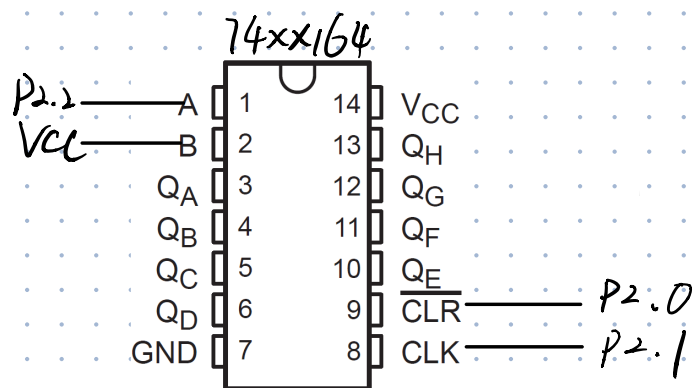 74xx164
P2.2 A 1 14 VCC
VCC B 2 13 QH
QA 3 12 QG
QB 4 11 QF
QC 5 10 QE
QD 6 9 CLR P2.0
GND 7 8 CLK P2.1